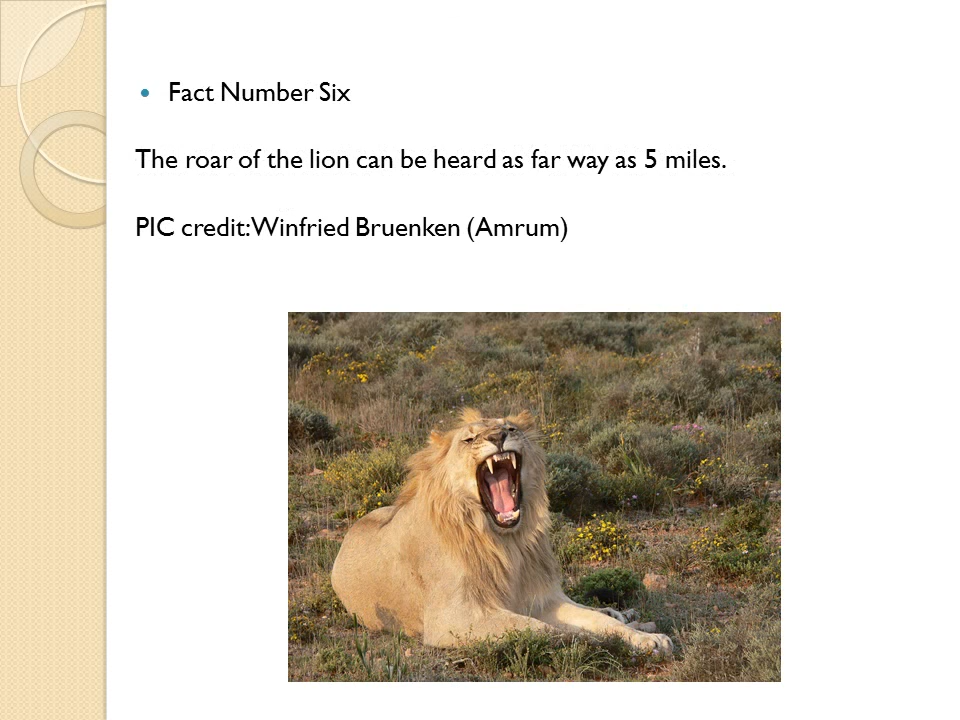 Fact Number Six
The roar of the lion can be heard as far way as 5 miles.
PIC credit: Winfried Bruenken (Amrum)